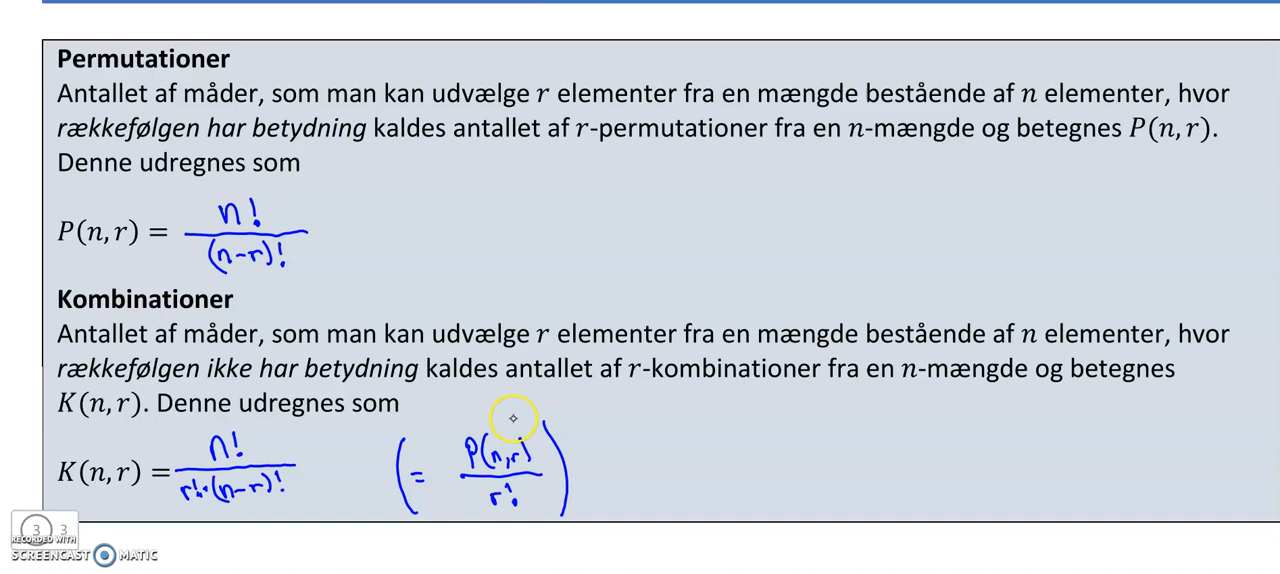 Permutationer
Antallet af måder, som man kan udvælge r elementer fra en mængde bestående af n elementer, hvor
rækkefølgen har betydning kaldes antallet af r-permutationer fra en n-mængde og betegnes P(n, r).
Denne udregnes som
P(n, r) = n! / (n-r)!
Kombinationer
Antallet af måder, som man kan udvælge r elementer fra en mængde bestående af n elementer, hvor
rækkefølgen ikke har betydning kaldes antallet af r-kombinationer fra en n-mængde og betegnes
K(n, r). Denne udregnes som
K(n, r) = n! / r!·(n-r)! (= P(n,r) / r!)
3 3
RECORDED WITH
SCREENCAST MATIC